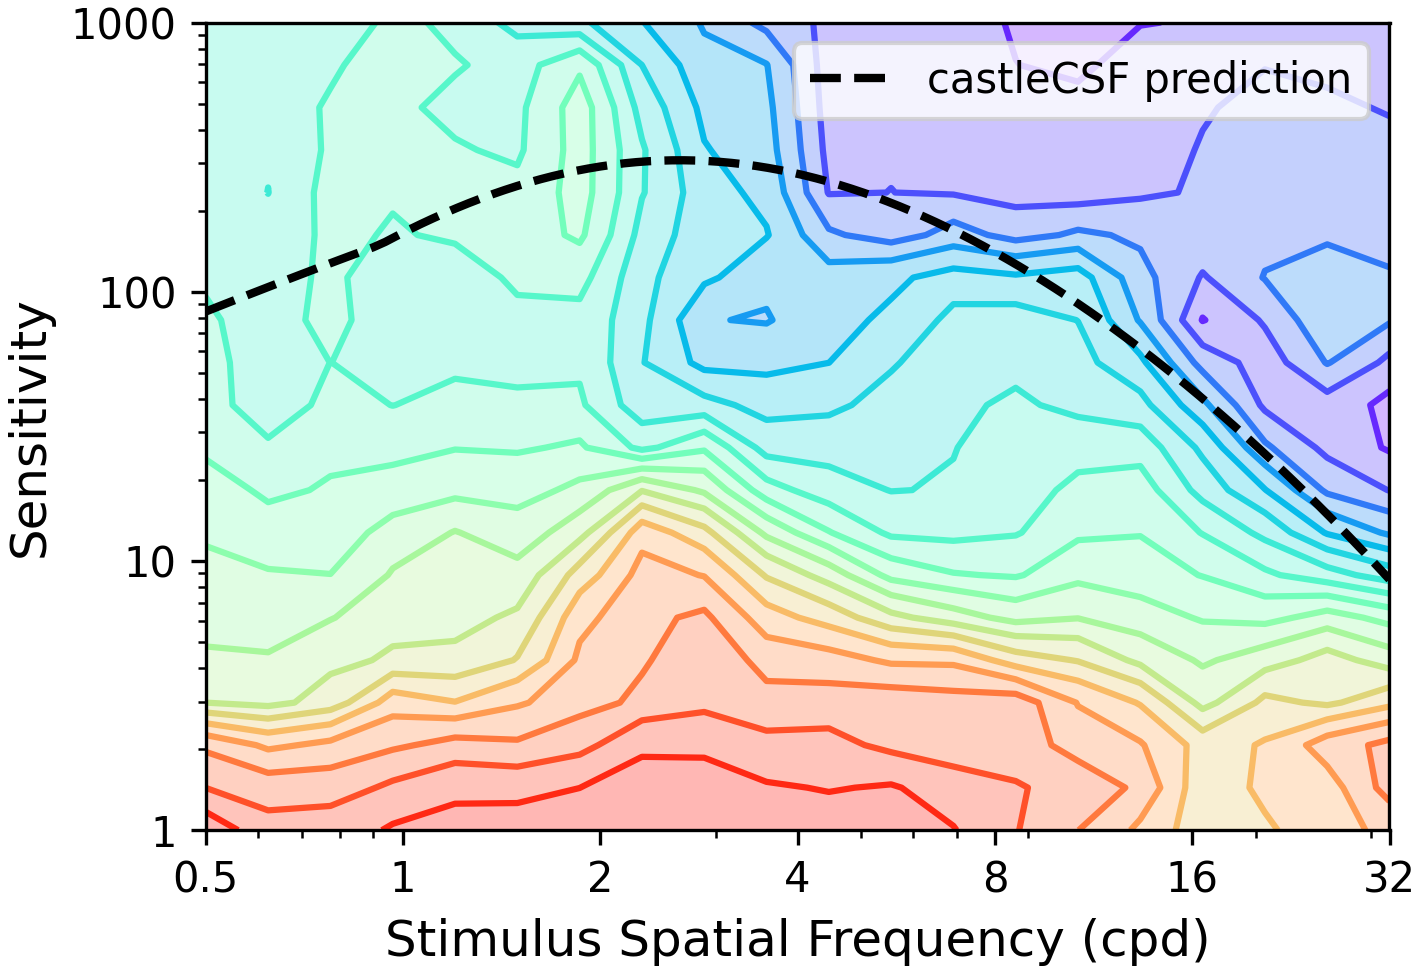 1000
100
10
1
Sensitivity
castleCSF prediction
0.5 1 2 4 8 16 32
Stimulus Spatial Frequency (cpd)